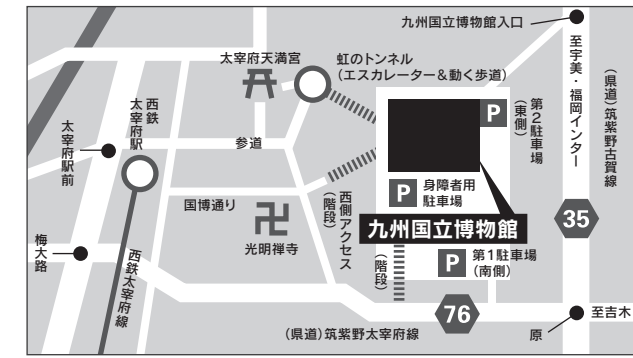 九州国立博物館入口
至宇美・福岡インター
(県道)筑紫野古賀線
太宰府天満宮
虹のトンネル
(エスカレーター&動く歩道)
P
第2駐車場
(東側)
西鉄
太宰府駅
太宰府駅前
参道
P
身障者用
駐車場
西側アクセス
(階段)
国博通り
光明禅寺
九州国立博物館
35
梅大路
西鉄太宰府線
(階段)
P
第1駐車場
(南側)
76
至吉木
(県道)筑紫野太宰府線
原